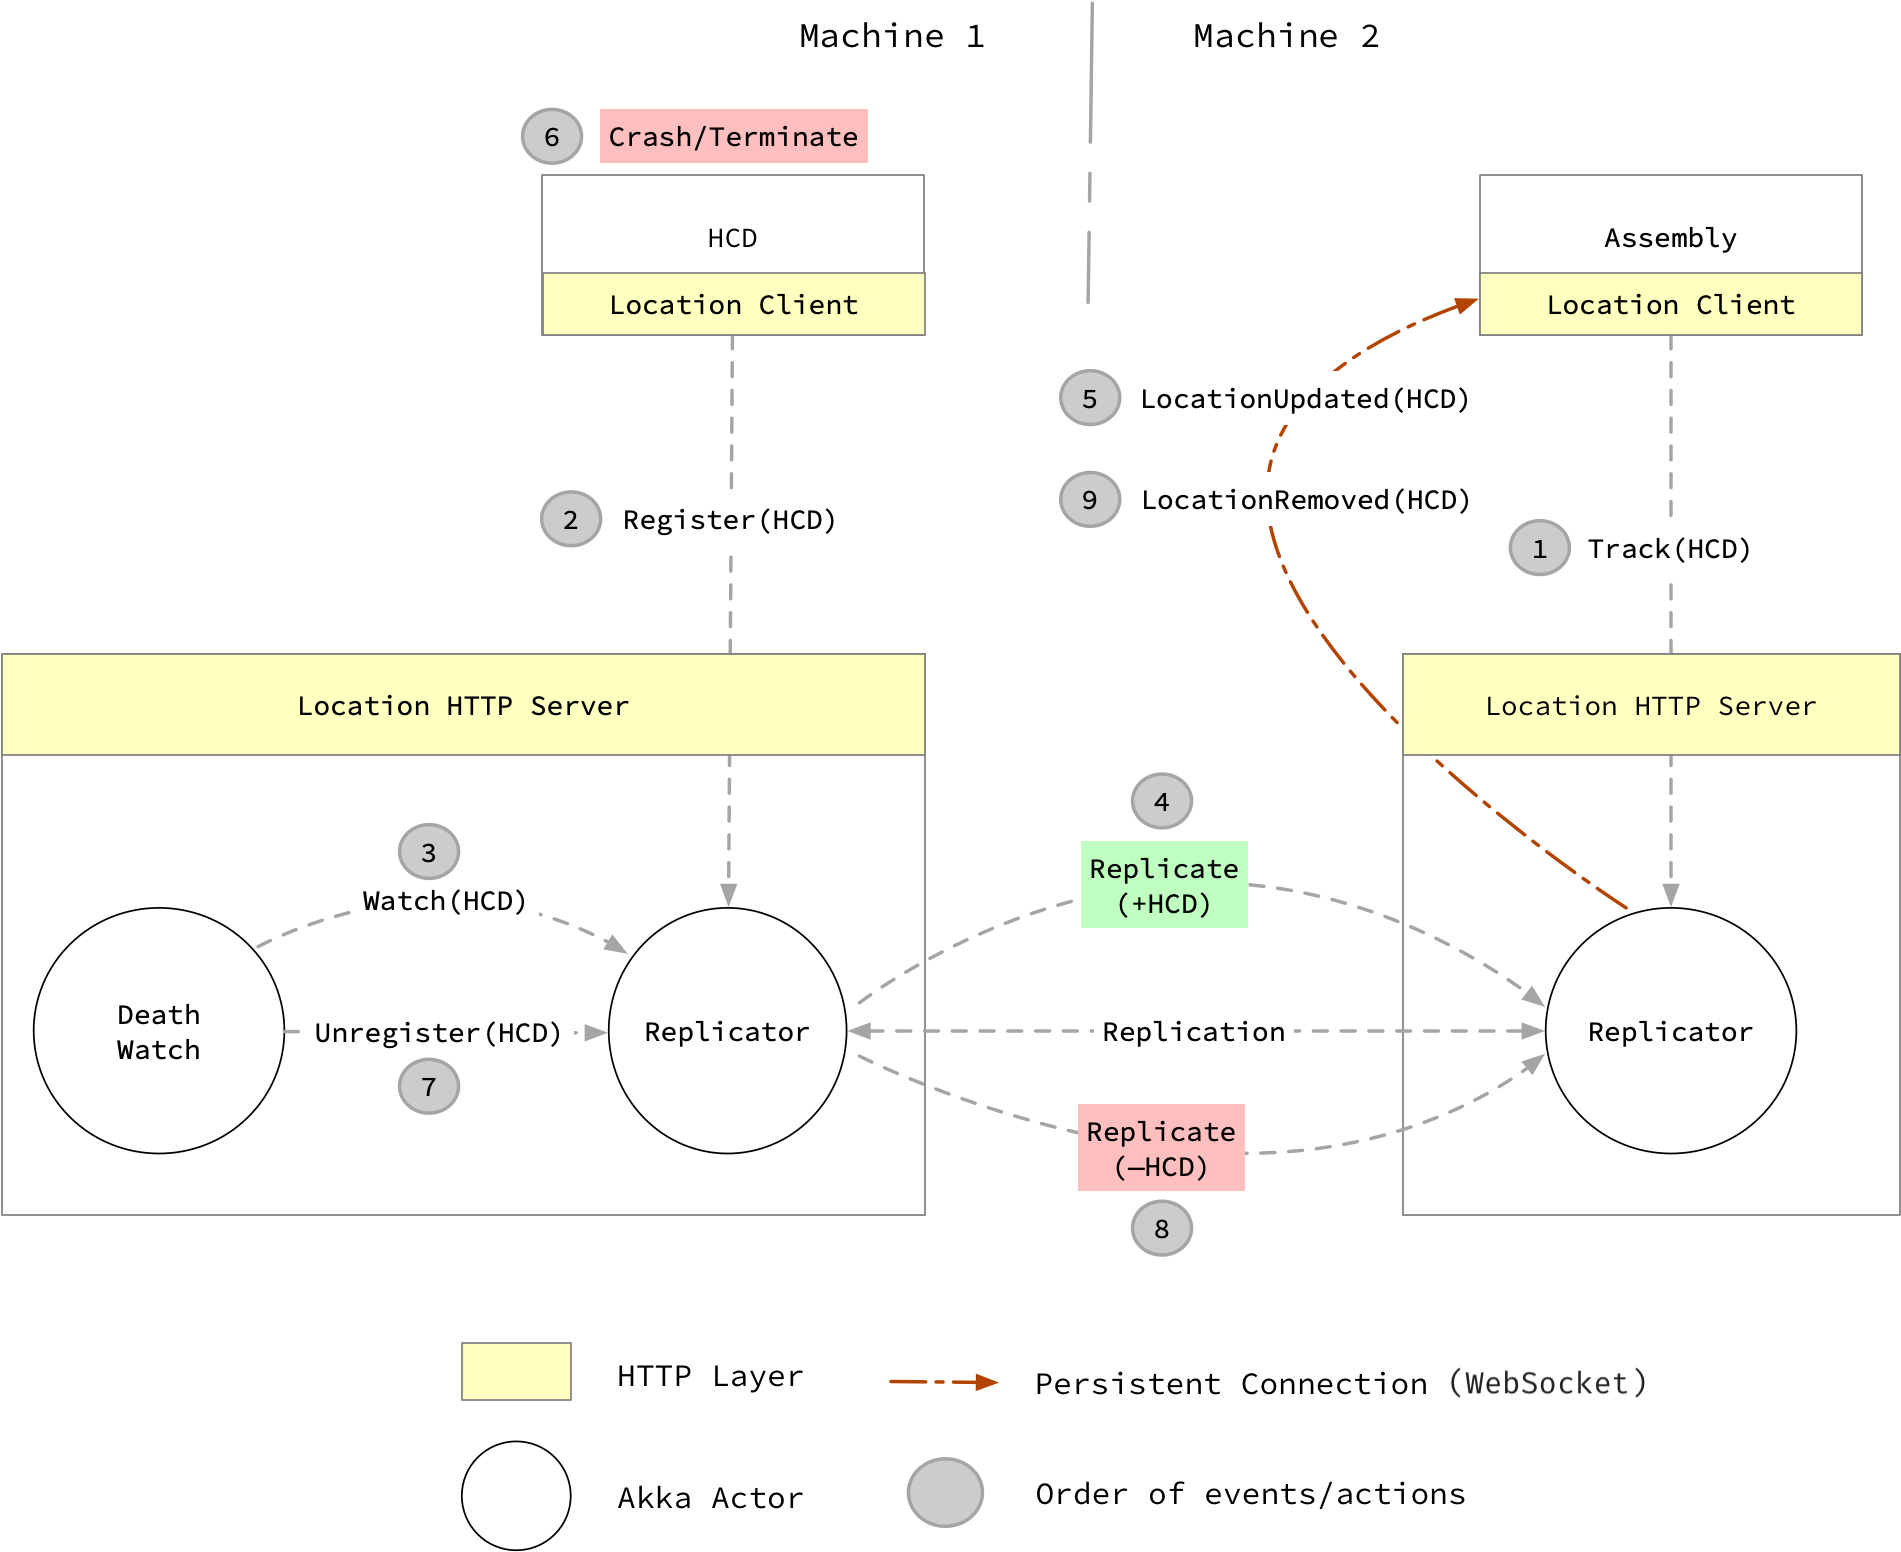 Machine 1
Machine 2
6
Crash/Terminate
HCD
Location Client
Assembly
Location Client
5
LocationUpdated(HCD)
9
LocationRemoved(HCD)
2
Register(HCD)
1
Track(HCD)
Location HTTP Server
Location HTTP Server
4
Replicate
(+HCD)
3
Watch(HCD)
Death
Watch
Unregister(HCD)
7
Replicator
Replication
Replicator
Replicate
(—HCD)
8
HTTP Layer
Persistent Connection (WebSocket)
Akka Actor
Order of events/actions